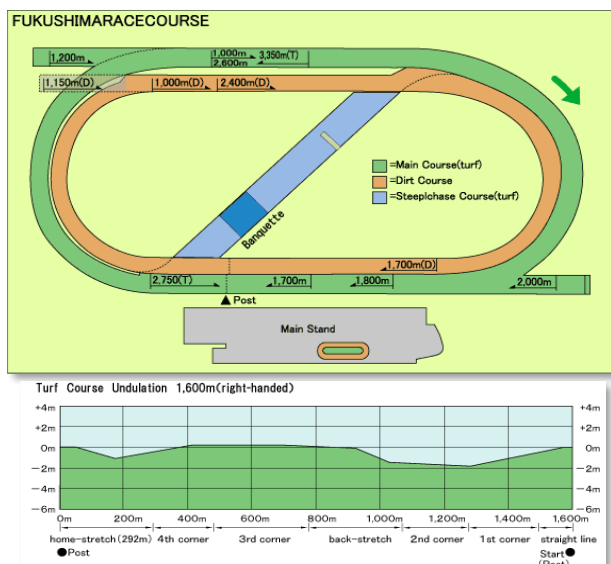 FUKUSHIMARACECOURSE
1,200m
1,000m
3,350m(T)
2,600m
1,150m(D)
1,000m(D)
2,400m(D)
=Main Course(turf)
=Dirt Course
=Steeplchase Course(turf)
Banquette
1,700m(D)
2,750(T)
1,700m
1,800m
2,000m
▲Post
Main Stand
Turf Course Undulation 1,600m(right-handed)
+4m +4m
+2m +2m
0m 0m
−2m −2m
−4m −4m
−6m −6m
0m 200m 400m 600m 800m 1,000m 1,200m 1,400m 1,600m
home-stretch(292m) 4th corner 3rd corner back-stretch 2nd corner 1st corner straight line
●Post Start●
(Post)